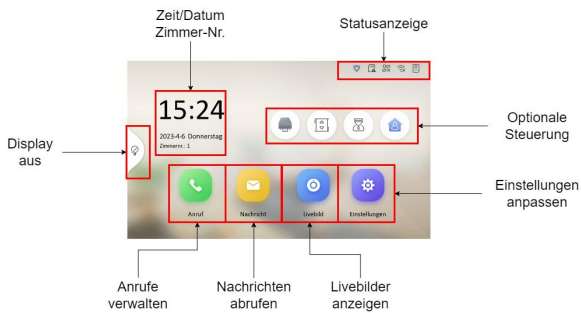 Zeit/Datum
Zimmer-Nr.
Statusanzeige
15:24
2023-4-6 Donnerstag
Zimmernr.: 1
Optionale
Steuerung
Display
aus
Einstellungen
anpassen
Anruf
Nachricht
Livebild
Einstellungen
Anrufe
verwalten
Nachrichten
abrufen
Livebilder
anzeigen